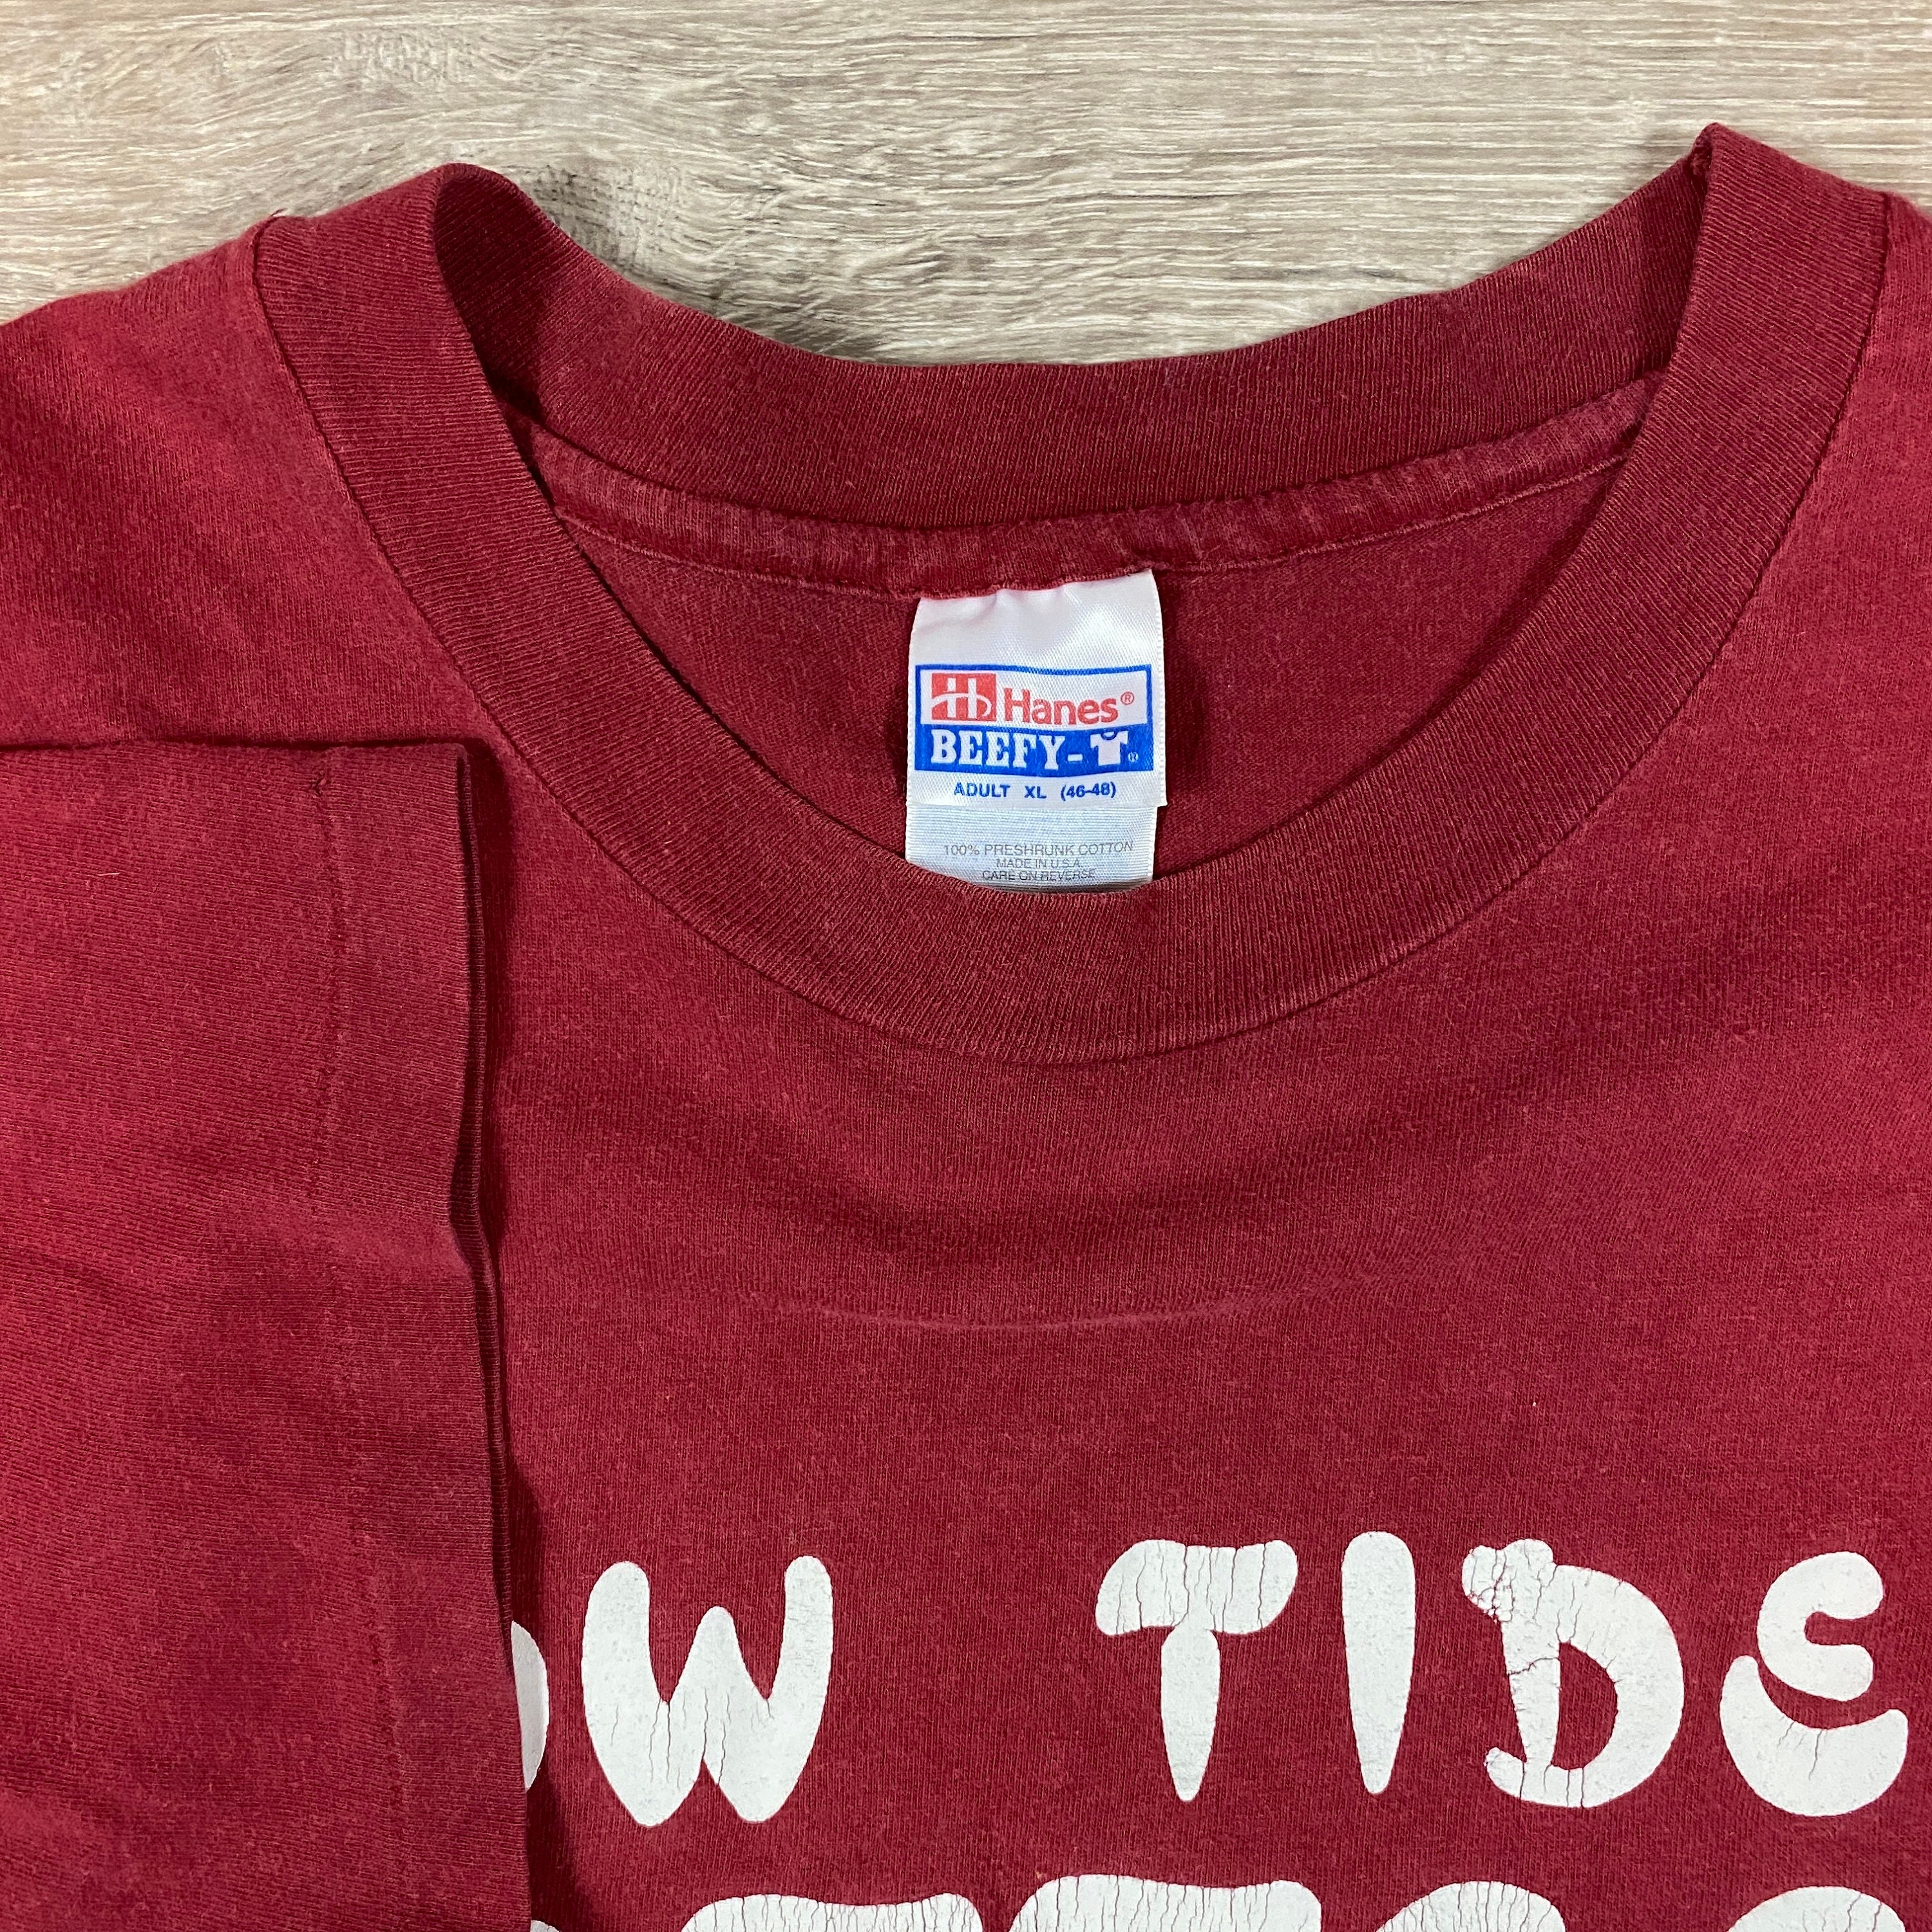 Hanes®
BEEFY-T®
ADULT XL (46-48)
100% PRESHRUNK COTTON
MADE IN U.S.A.
CARE ON REVERSE
OW TIDE